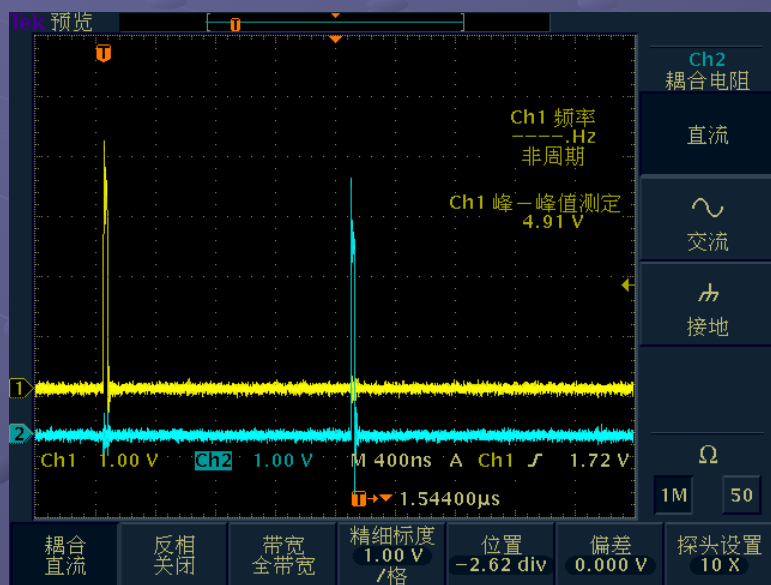 Tek 预览
T
T
Ch2
耦合电阻
直流
交流
接地
Ω
1M 50
Ch1 频率
----.Hz
非周期
Ch1 峰－峰值测定
4.91 V
1
2
Ch1 1.00 V Ch2 1.00 V M 400ns A Ch1 1.72 V
T 1.54400μs
耦合
直流
反相
关闭
带宽
全带宽
精细标度
1.00 V
/格
位置
-2.62 div
偏差
0.000 V
探头设置
10 X